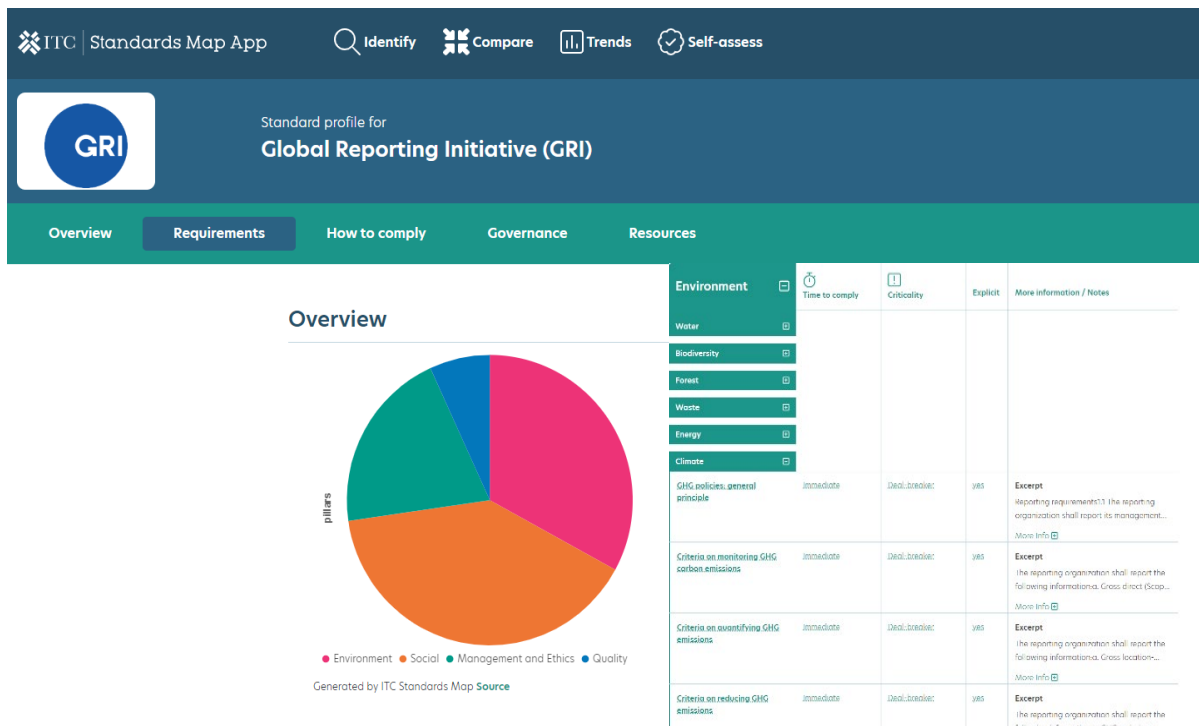 ITC | Standards Map App
Identify
Compare
Trends
Self-assess
GRI
Standard profile for
Global Reporting Initiative (GRI)
Overview
Requirements
How to comply
Governance
Resources
Overview
pillars
Environment Social Management and Ethics Quality
Generated by ITC Standards Map Source
Environment
Time to comply
Criticality
Explicit
More information / Notes
Water
Biodiversity
Forest
Waste
Energy
Climate
GHG policies: general
principle
Immediate
Deal-breaker
yes
Excerpt
Reporting requirements1.1 The reporting
organization shall report its management...
More Info
Criteria on monitoring GHG
carbon emissions
Immediate
Deal-breaker
yes
Excerpt
The reporting organization shall report the
following information:a. Gross direct (Scop...
More Info
Criteria on quantifying GHG
emissions
Immediate
Deal-breaker
yes
Excerpt
The reporting organization shall report the
following information:a. Gross location-...
More Info
Criteria on reducing GHG
emissions
Immediate
Deal-breaker
yes
Excerpt
The reporting organization shall report the